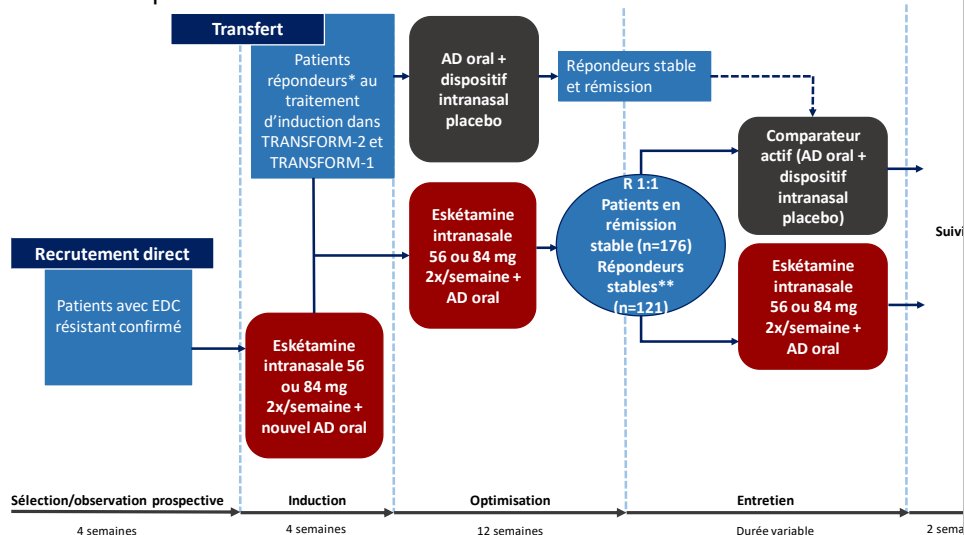 Transfert
Patients
répondeurs* au
traitement
d'induction dans
TRANSFORM-2 et
TRANSFORM-1
AD oral +
dispositif
intranasal
placebo
Répondeurs stable
et rémission
Comparateur
actif (AD oral +
dispositif
intranasal
placebo)
Recrutement direct
Patients avec EDC
résistant confirmé
Eskétamine
intranasale 56
ou 84 mg
2x/semaine +
nouvel AD oral
Eskétamine
intranasale
56 ou 84 mg
2x/semaine +
AD oral
R 1:1
Patients en
rémission
stable (n=176)
Répondeurs
stables**
(n=121)
Eskétamine
intranasale
56 ou 84 mg
2x/semaine +
AD oral
Suivi
Sélection/observation prospective
Induction
Optimisation
Entretien
4 semaines
4 semaines
12 semaines
Durée variable
2 sema